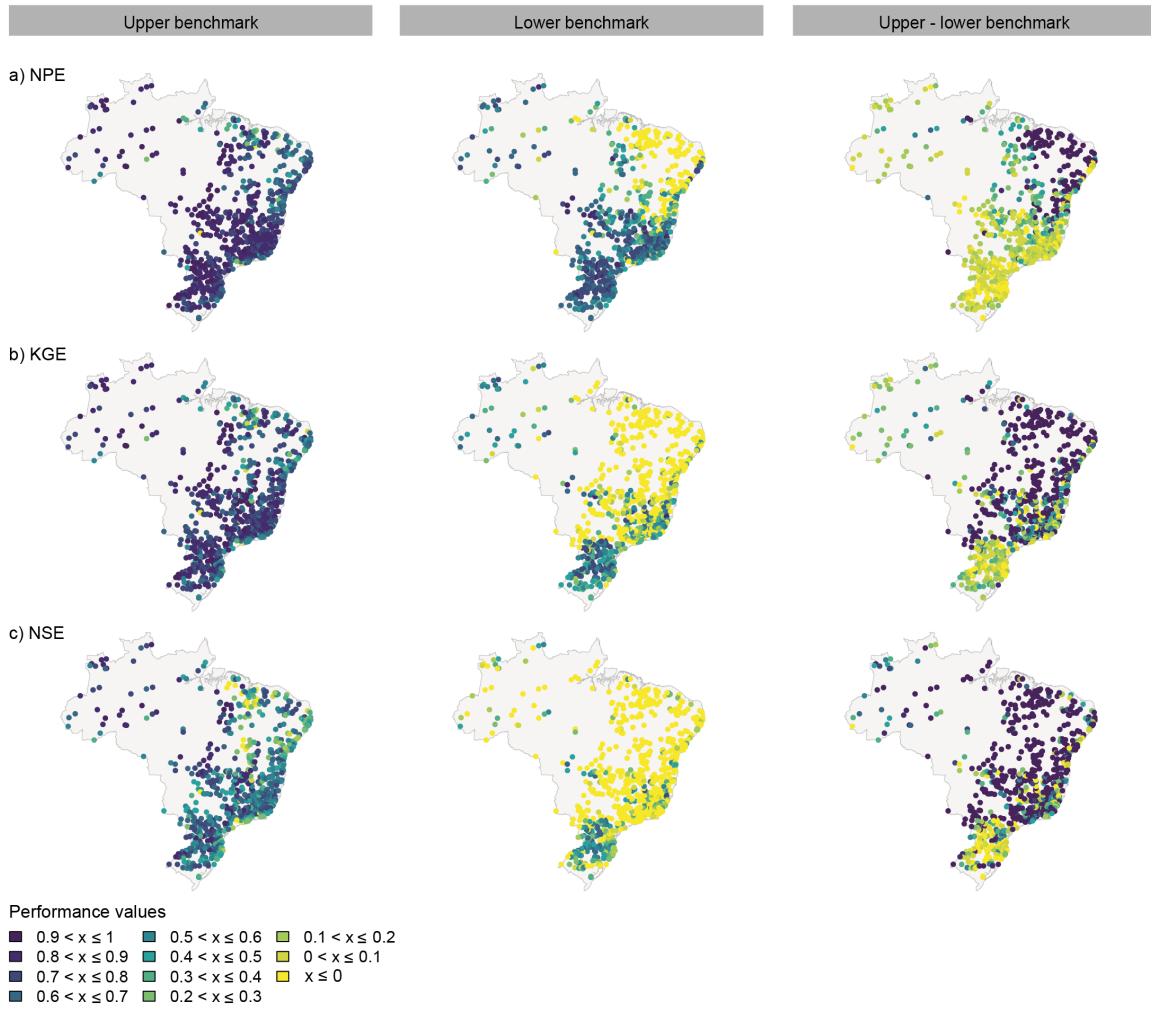 Upper benchmark
Lower benchmark
Upper - lower benchmark
a) NPE
b) KGE
c) NSE
Performance values
0.9 < x ≤ 1
0.8 < x ≤ 0.9
0.7 < x ≤ 0.8
0.6 < x ≤ 0.7
0.5 < x ≤ 0.6
0.4 < x ≤ 0.5
0.3 < x ≤ 0.4
0.2 < x ≤ 0.3
0.1 < x ≤ 0.2
0 < x ≤ 0.1
x ≤ 0